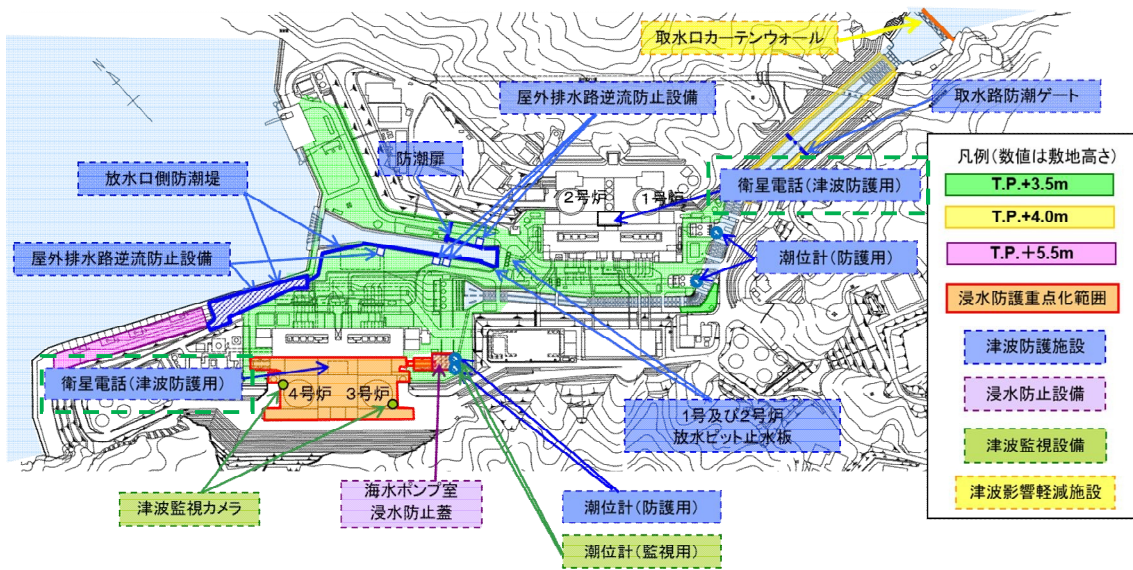 取水口カーテンウォール
屋外排水路逆流防止設備
取水路防潮ゲート
防潮扉
放水口側防潮堤
2号炉
1号炉
衛星電話(津波防護用)
屋外排水路逆流防止設備
潮位計(防護用)
衛星電話(津波防護用)
4号炉
3号炉
1号及び2号炉
放水ピット止水板
津波監視カメラ
海水ポンプ室
浸水防止蓋
潮位計(防護用)
潮位計(監視用)
凡例(数値は敷地高さ)
T.P.+3.5m
T.P.+4.0m
T.P.+5.5m
浸水防護重点化範囲
津波防護施設
浸水防止設備
津波監視設備
津波影響軽減施設